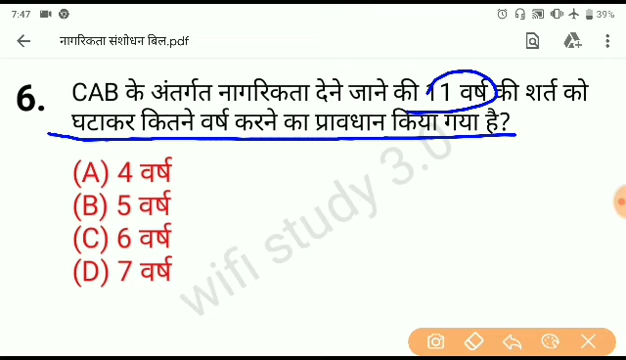 7:47
39%
नागरिकता संशोधन बिल.pdf
6. CAB के अंतर्गत नागरिकता देने जाने की 11 वर्ष की शर्त को
घटाकर कितने वर्ष करने का प्रावधान किया गया है?
(A) 4 वर्ष
(B) 5 वर्ष
(C) 6 वर्ष
(D) 7 वर्ष
wifi study 3.0